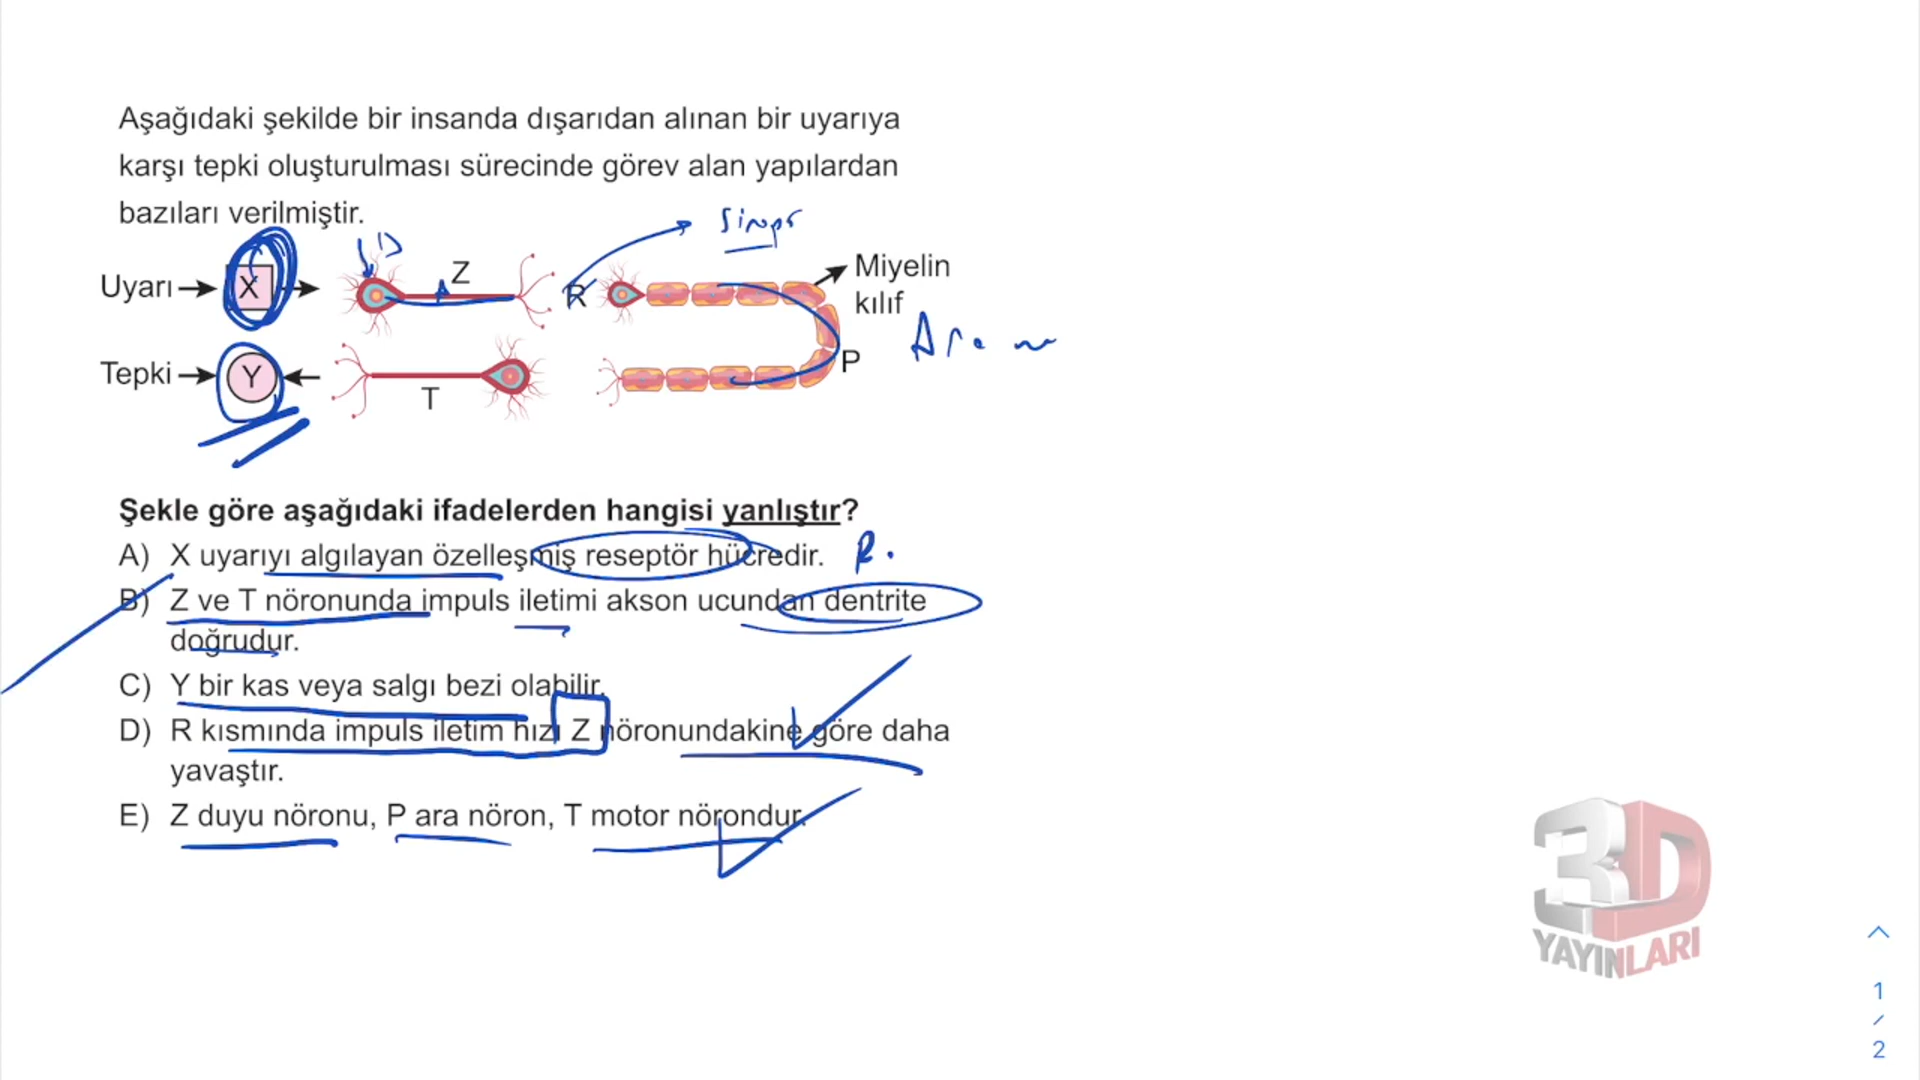 Aşağıdaki şekilde bir insanda dışarıdan alınan bir uyarıya
karşı tepki oluşturulması sürecinde görev alan yapılardan
bazıları verilmiştir.
Sinaps
D
Uyarı
X
A
Z
R
Miyelin
kılıf
Ara n
Tepki
Y
T
P
Şekle göre aşağıdaki ifadelerden hangisi yanlıştır?
A) X uyarıyı algılayan özelleşmiş reseptör hücredir. R.
B) Z ve T nöronunda impuls iletimi akson ucundan dentrite
doğrudur.
C) Y bir kas veya salgı bezi olabilir.
D) R kısmında impuls iletim hızı Z nöronundakine göre daha
yavaştır.
E) Z duyu nöronu, P ara nöron, T motor nörondur.
3D
YAYINLARI
1
/
2